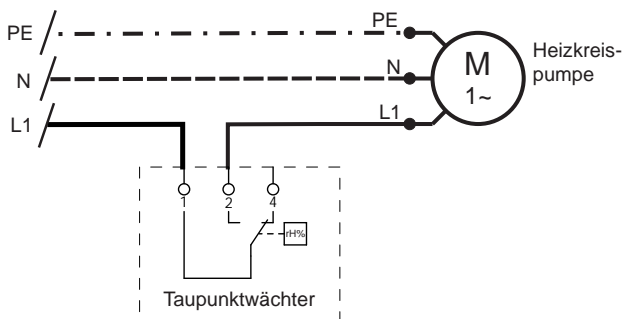 PE
PE
N
N
L1
L1
M
1~
Heizkreis-
pumpe
1
2
4
rH%
Taupunktwächter